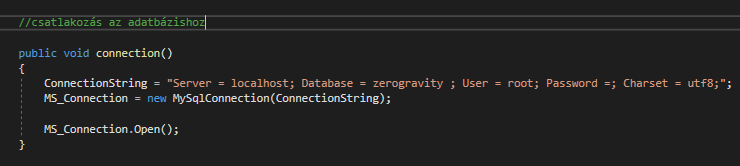 //csatlakozás az adatbázishoz
public void connection()
{
ConnectionString = "Server = localhost; Database = zerogravity ; User = root; Password =; Charset = utf8;";
MS_Connection = new MySqlConnection(ConnectionString);
MS_Connection.Open();
}